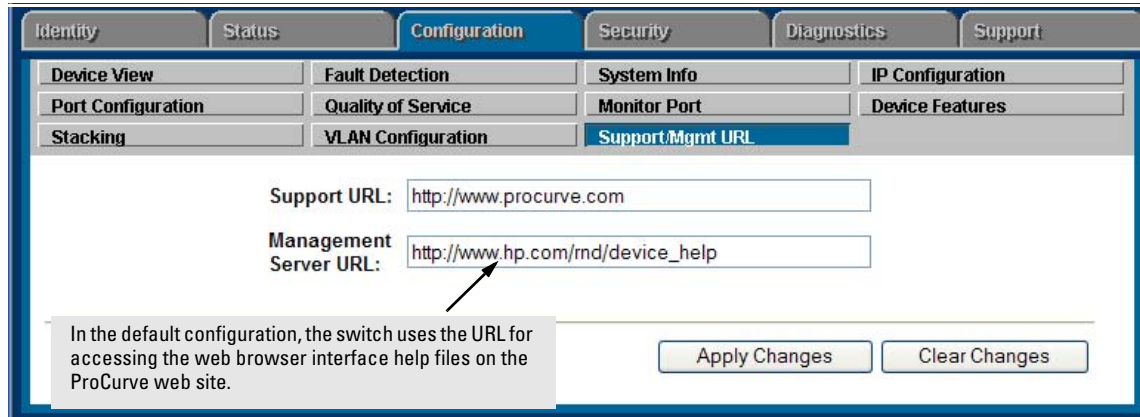 Identity Status Configuration Security Diagnostics Support
Device View Fault Detection System Info IP Configuration
Port Configuration Quality of Service Monitor Port Device Features
Stacking VLAN Configuration Support/Mgmt URL
Support URL: http://www.procurve.com
Management
Server URL: http://www.hp.com/rnd/device_help
In the default configuration, the switch uses the URL for
accessing the web browser interface help files on the
ProCurve web site.
Apply Changes Clear Changes